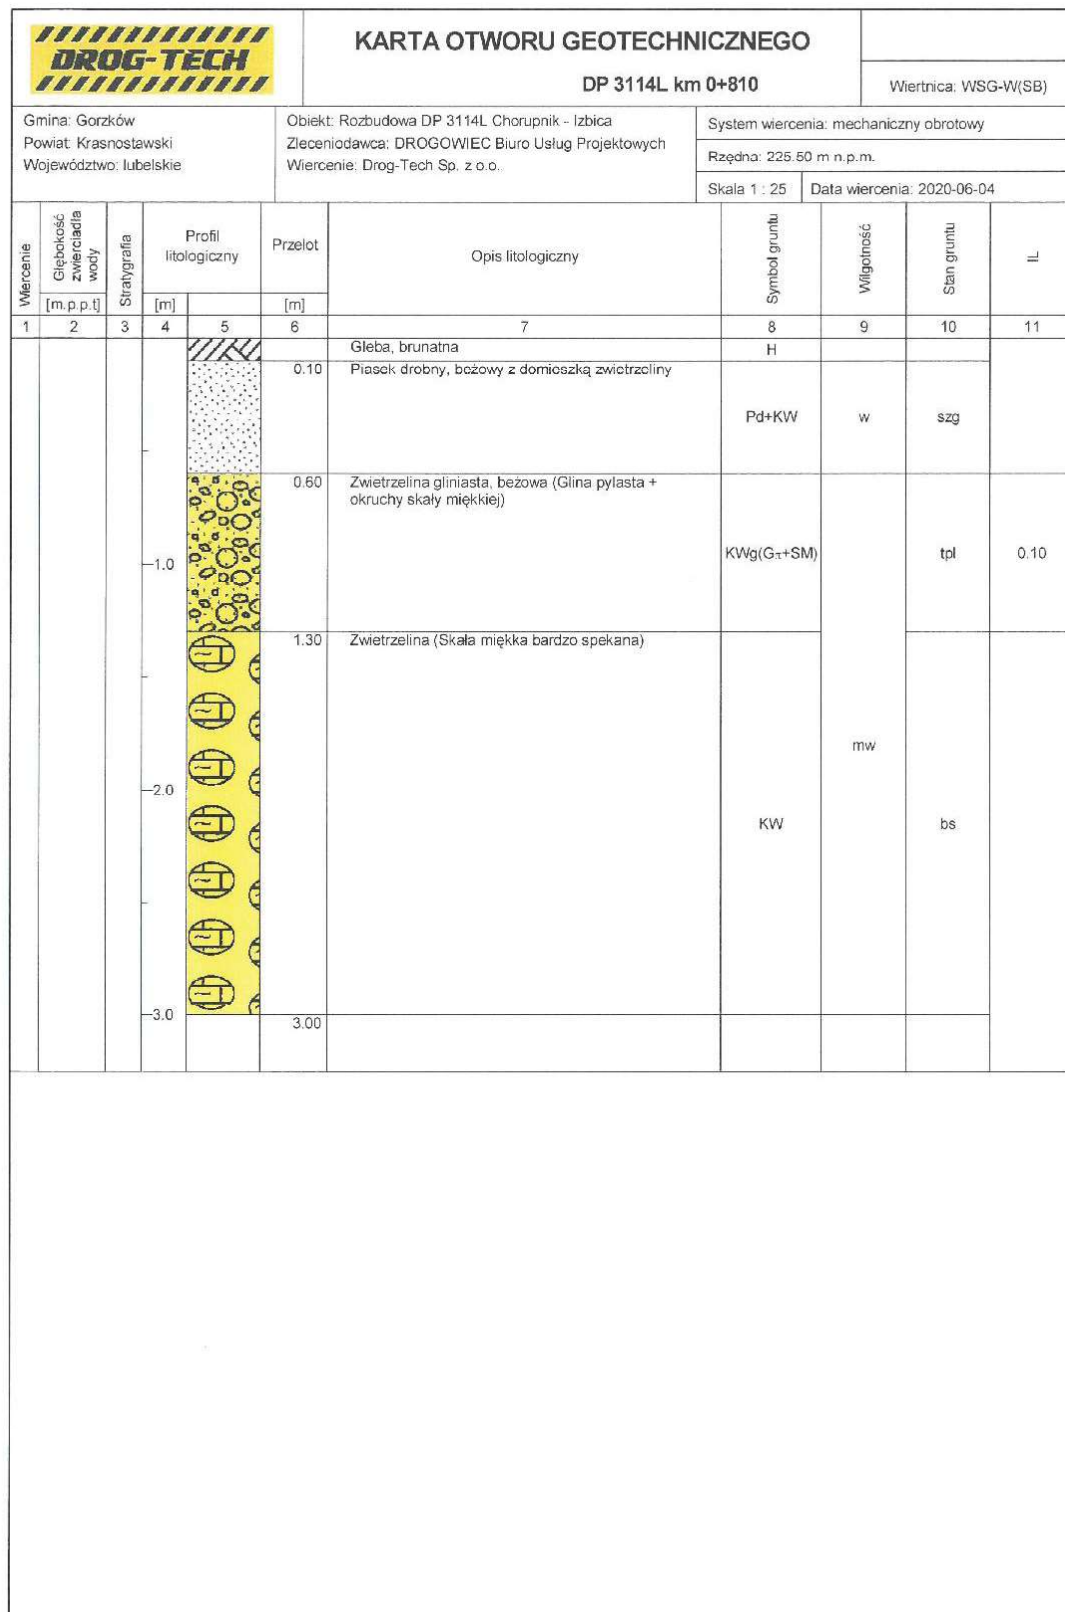 DROG-TECH
KARTA OTWORU GEOTECHNICZNEGO
DP 3114L km 0+810
Wiertnica: WSG-W(SB)
Gmina: Gorzków
Powiat: Krasnostawski
Województwo: lubelskie
Obiekt: Rozbudowa DP 3114L Chorupnik - Izbica
Zleceniodawca: DROGOWIEC Biuro Usług Projektowych
Wiercenie: Drog-Tech Sp. z o.o.
System wiercenia: mechaniczny obrotowy
Rzędna: 225.50 m n.p.m.
Skala 1 : 25 Data wiercenia: 2020-06-04
Wiercenie
Głębokość
zwierciadła
wody
[m.p.p.t]
Stratygrafia
Profil
litologiczny
[m]
Przelot
[m]
Opis litologiczny
Symbol gruntu
Wilgotność
Stan gruntu
IL
1 2 3 4 5 6 7 8 9 10 11
Gleba, brunatna H
0.10 Piasek drobny, beżowy z domieszką zwietrzeliny
Pd+KW w szg
0.60 Zwietrzelina gliniasta, beżowa (Glina pylasta +
okruchy skały miękkiej)
1.0 KWg(Gπ+SM) tpl 0.10
1.30 Zwietrzelina (Skała miękka bardzo spękana)
mw
2.0
KW bs
3.0
3.00